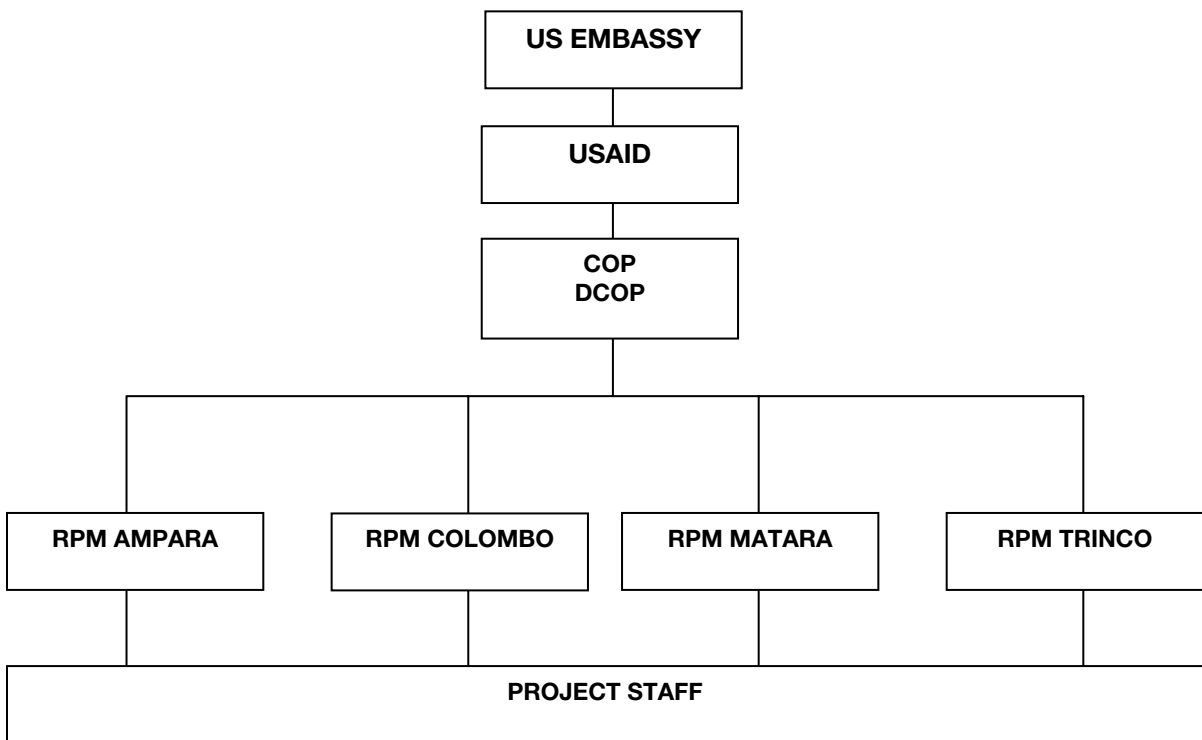 US EMBASSY
USAID
COP
DCOP
RPM AMPARA
RPM COLOMBO
RPM MATARA
RPM TRINCO
PROJECT STAFF